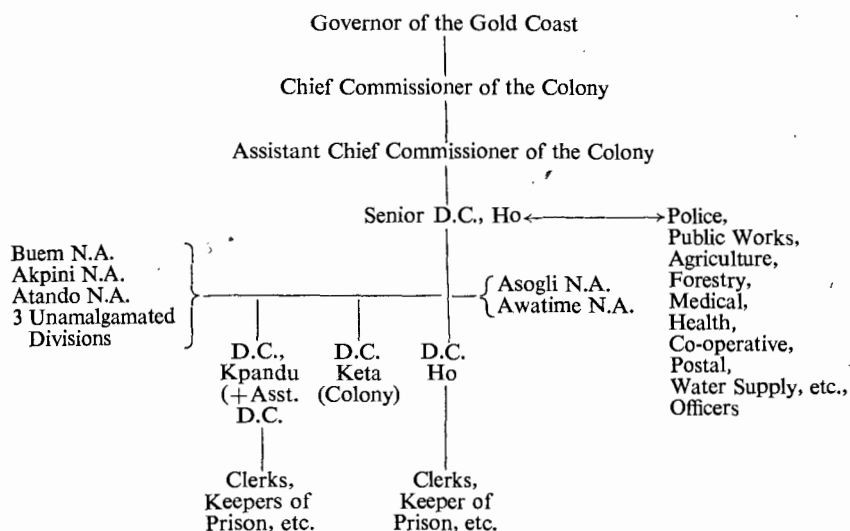 Governor of the Gold Coast
Chief Commissioner of the Colony
Assistant Chief Commissioner of the Colony
Senior D.C., Ho
Police,
Public Works,
Agriculture,
Forestry,
Medical,
Health,
Co-operative,
Postal,
Water Supply, etc.,
Officers
Buem N.A.
Akpini N.A.
Atando N.A.
3 Unamalgamated
Divisions
Asogli N.A.
Awatime N.A.
D.C.,
Kpandu
(+Asst.
D.C.
D.C.
Keta
(Colony)
D.C.
Ho
Clerks,
Keepers of
Prison, etc.
Clerks,
Keeper of
Prison, etc.